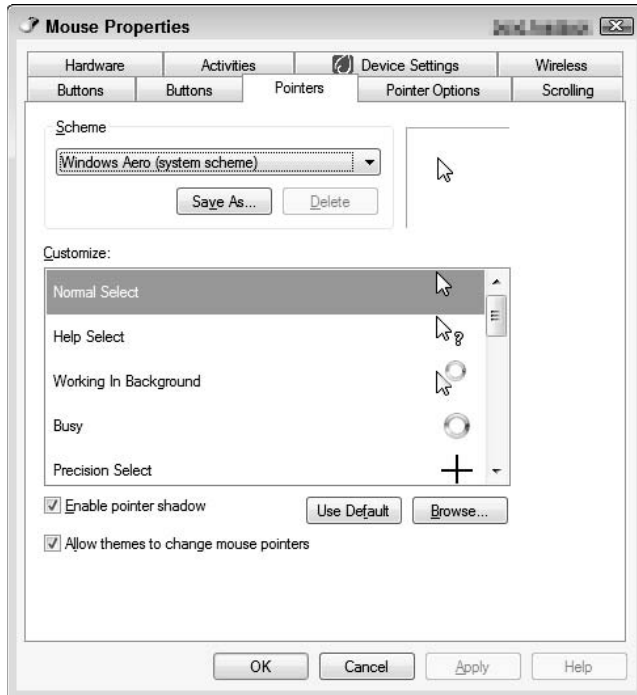 Mouse Properties
Hardware Activities Device Settings Wireless
Buttons Buttons Pointers Pointer Options Scrolling
Scheme
Windows Aero (system scheme)
Save As... Delete
Customize:
Normal Select
Help Select
Working In Background
Busy
Precision Select
Enable pointer shadow Use Default Browse...
Allow themes to change mouse pointers
OK Cancel Apply Help